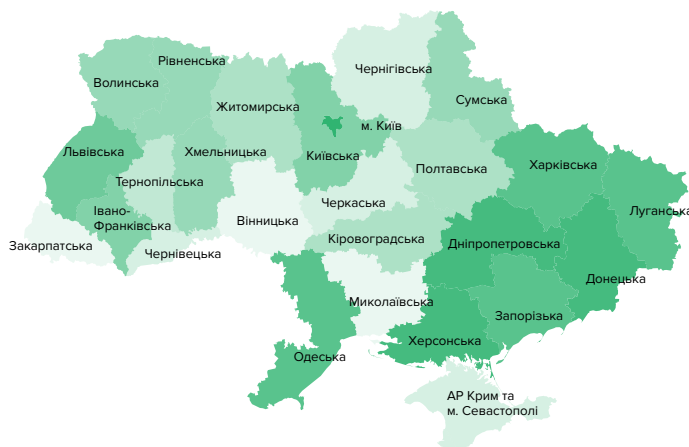 Чернігівська
Рівненська
Волинська
Сумська
Житомирська
м. Київ
Львівська
Хмельницька
Київська
Харківська
Полтавська
Тернопільська
Черкаська
Луганська
Івано-
Франківська
Вінницька
Закарпатська
Чернівецька
Кіровоградська
Дніпропетровська
Донецька
Миколаївська
Запорізька
Херсонська
Одеська
АР Крим та
м. Севастополі